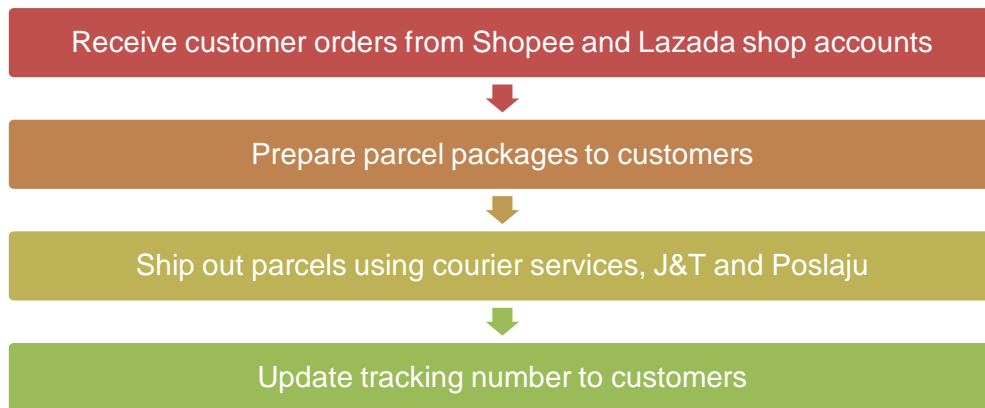 Receive customer orders from Shopee and Lazada shop accounts
Prepare parcel packages to customers
Ship out parcels using courier services, J&T and Poslaju
Update tracking number to customers